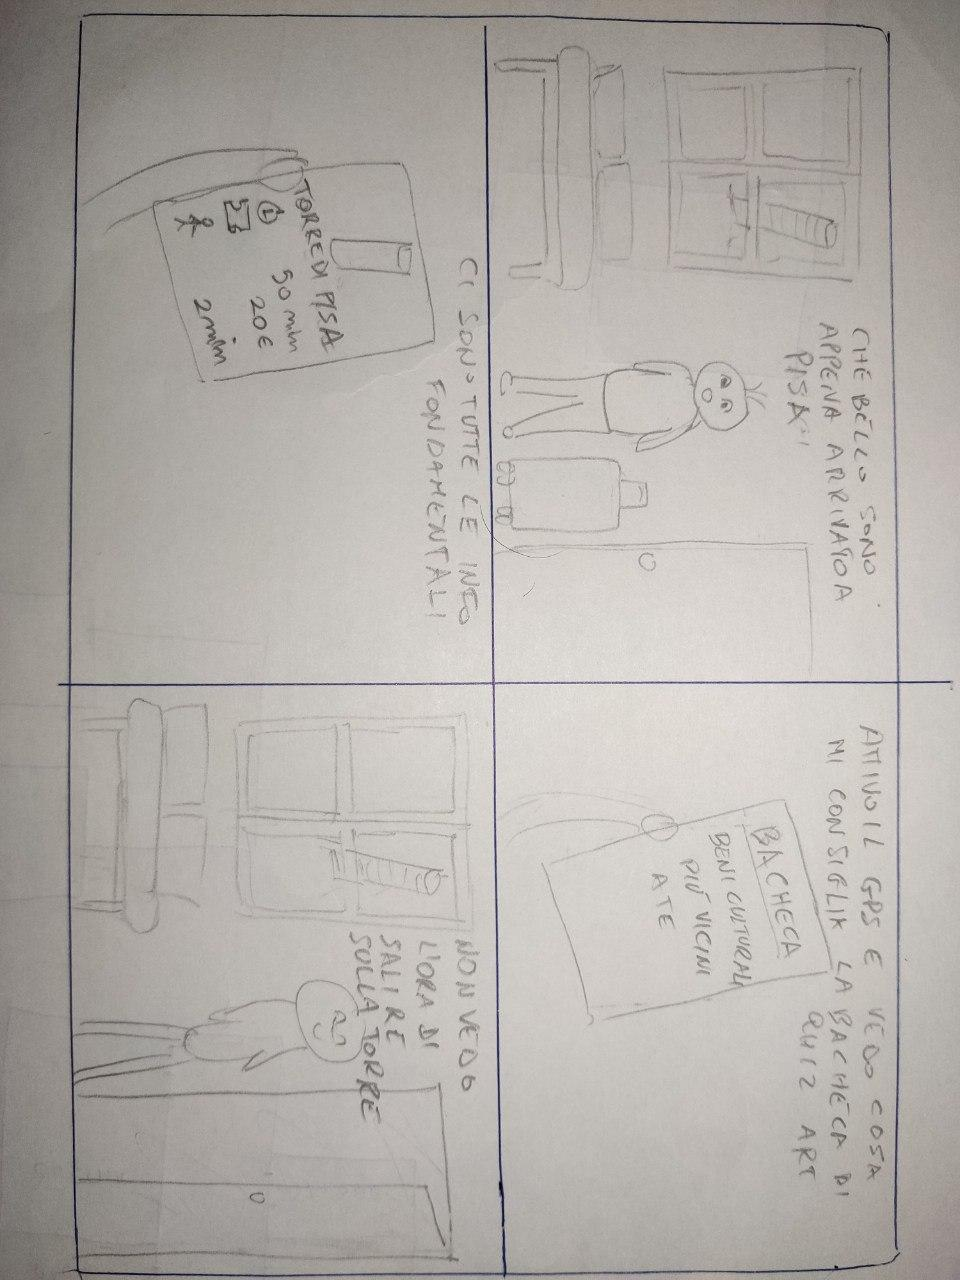 CHE BELLO SONO
APPENA ARRIVATO A
PISA!!
ATTIVO IL GPS E VEDO COSA
MI CONSIGLIA LA BACHECA DI
QUIZ ART
BACHECA
BENI CULTURALI
PIÙ VICINI
A TE
CI SONO TUTTE LE INFO
FONDAMENTALI
TORRE DI PISA
50 min
20€
2 min
NON VEDO
L'ORA DI
SALIRE
SULLA TORRE